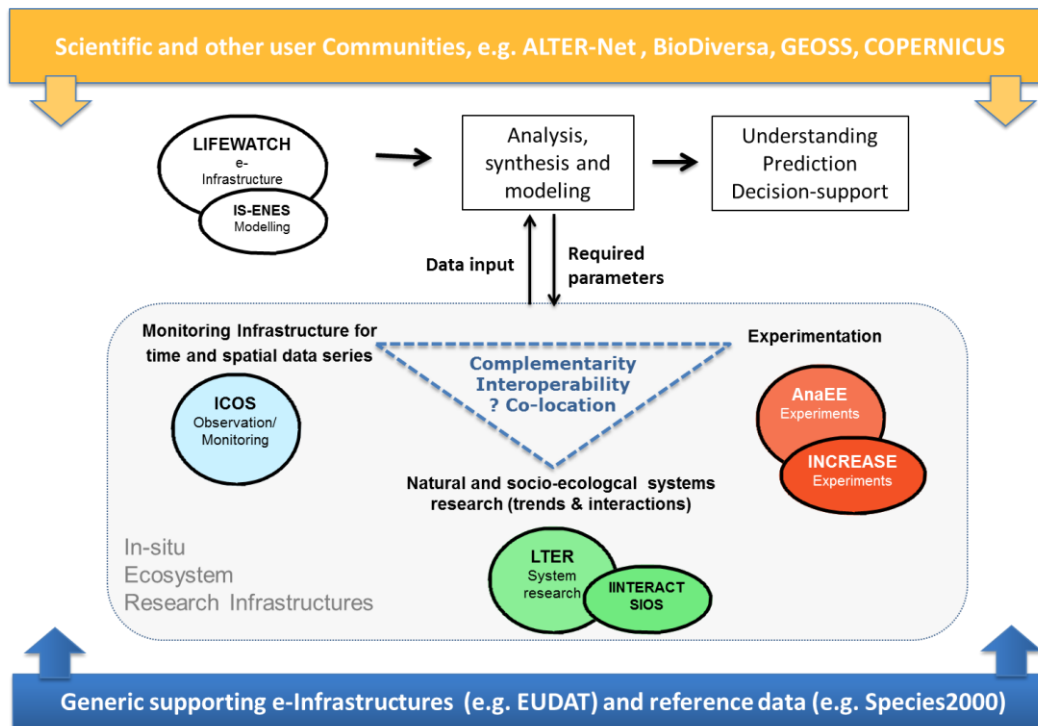 Scientific and other user Communities, e.g. ALTER-Net , BioDiversa, GEOSS, COPERNICUS
LIFEWATCH
e-
Infrastructure
IS-ENES
Modelling
Analysis,
synthesis and
modeling
Understanding
Prediction
Decision-support
Data input
Required
parameters
Monitoring Infrastructure for
time and spatial data series
ICOS
Observation/
Monitoring
Complementarity
Interoperability
? Co-location
Experimentation
AnaEE
Experiments
INCREASE
Experiments
Natural and socio-ecologcal systems
research (trends & interactions)
LTER
System
research
IINTERACT
SIOS
In-situ
Ecosystem
Research Infrastructures
Generic supporting e-Infrastructures (e.g. EUDAT) and reference data (e.g. Species2000)